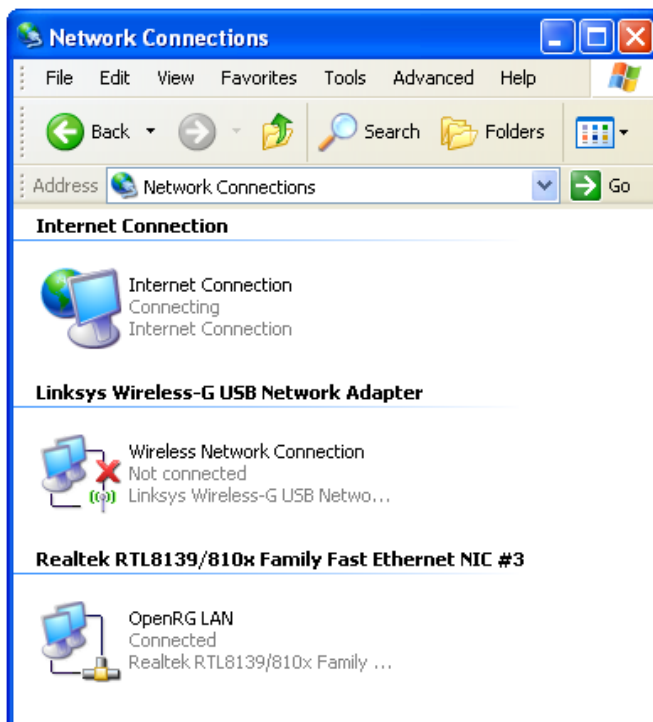 Network Connections
File Edit View Favorites Tools Advanced Help
Back Search Folders
Address Network Connections Go
Internet Connection
Internet Connection
Connecting
Internet Connection
Linksys Wireless-G USB Network Adapter
Wireless Network Connection
Not connected
Linksys Wireless-G USB Netwo...
Realtek RTL8139/810x Family Fast Ethernet NIC #3
OpenRG LAN
Connected
Realtek RTL8139/810x Family ...